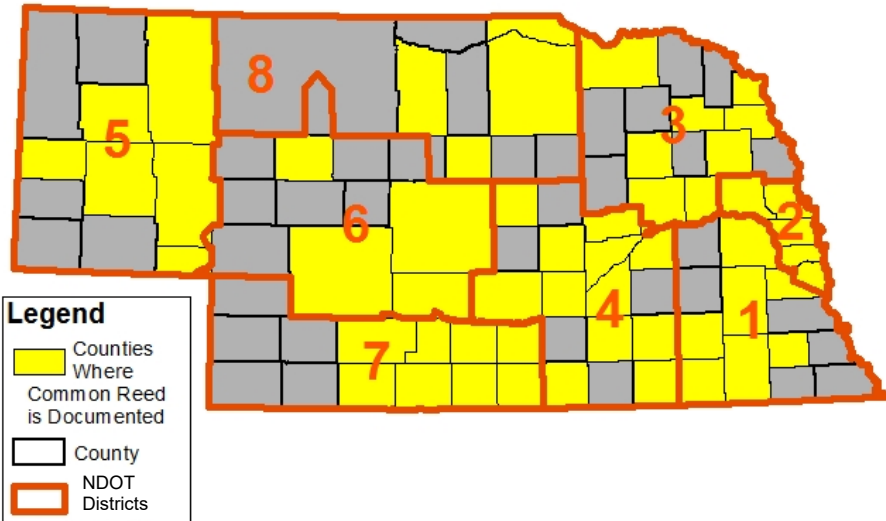 8
5
3
6
2
4
1
7
Legend
Counties
Where
Common Reed
is Documented
County
NDOT
Districts